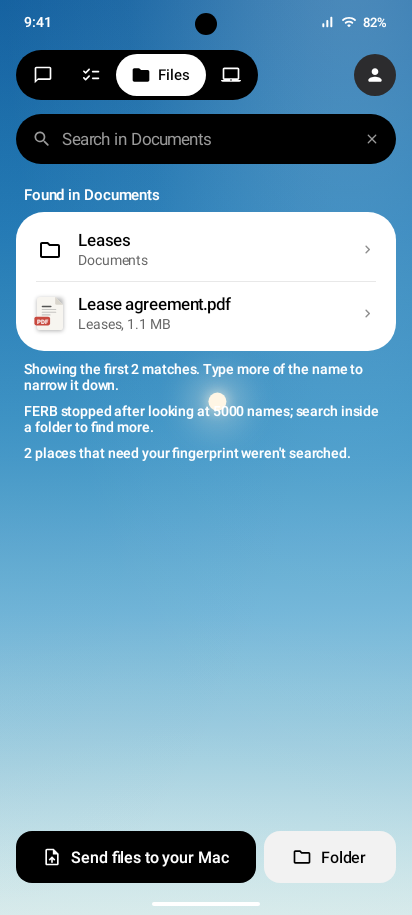 9:41
82%
Files
Search in Documents
Found in Documents
Leases
Documents
PDF
Lease agreement.pdf
Leases, 1.1 MB
Showing the first 2 matches. Type more of the name to
narrow it down.
FERB stopped after looking at 5000 names; search inside
a folder to find more.
2 places that need your fingerprint weren't searched.
Send files to your Mac
Folder